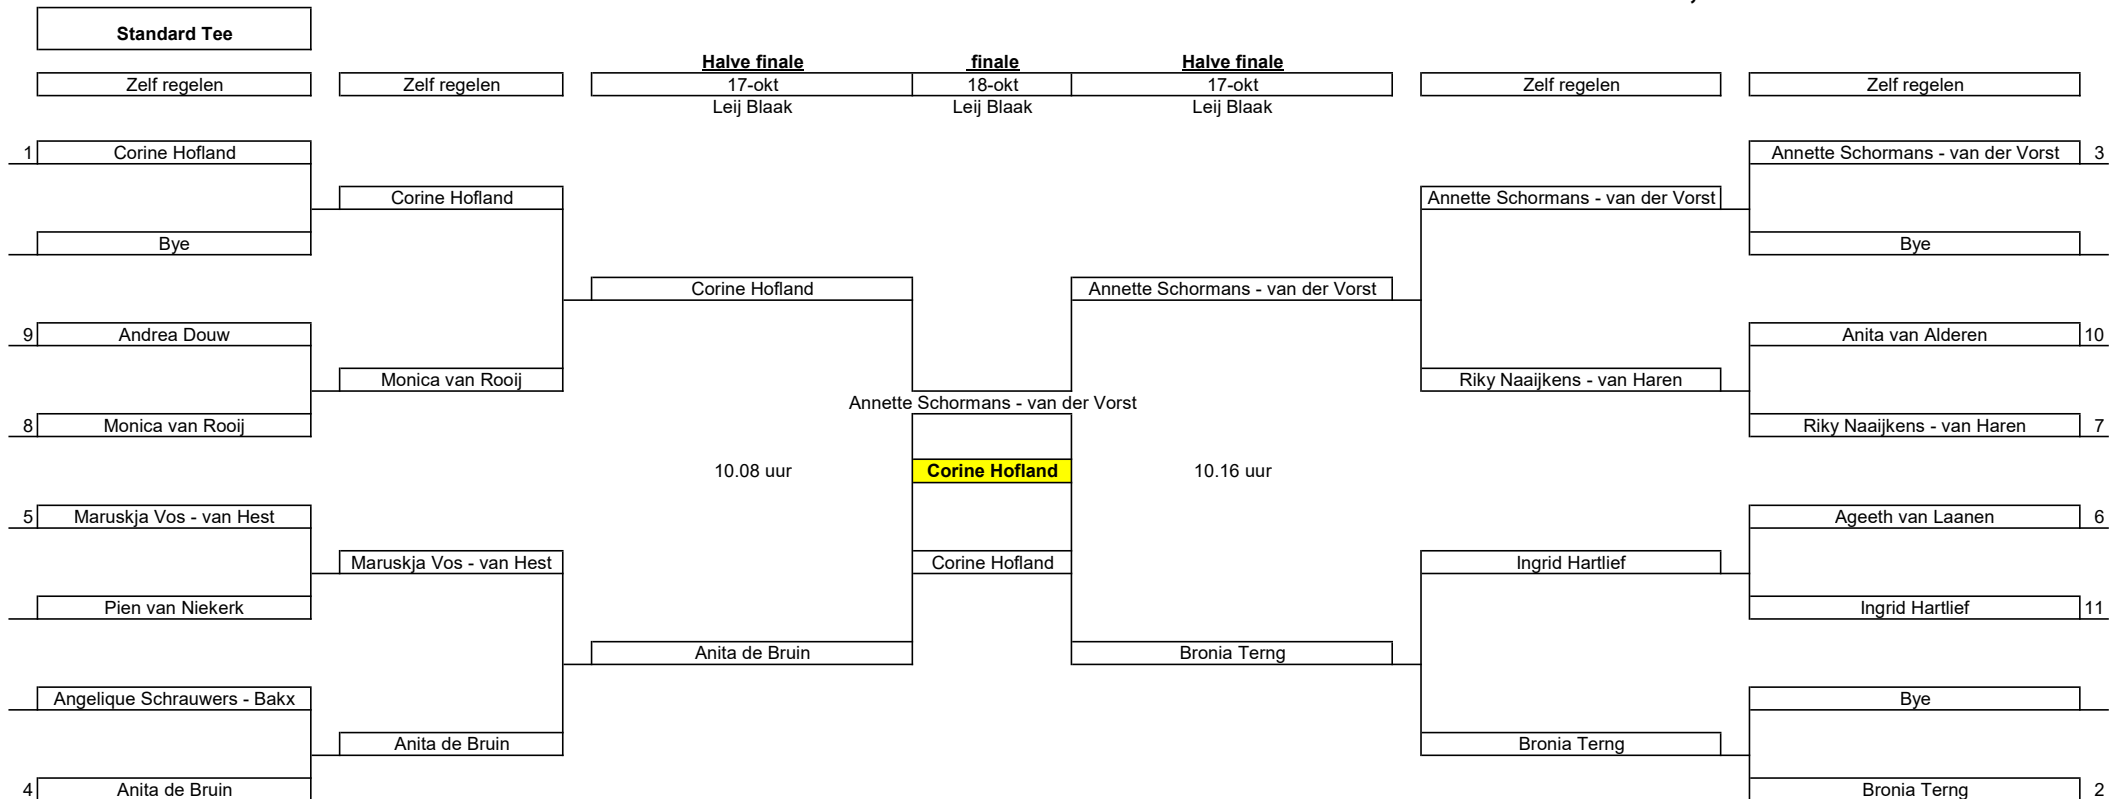 Standard Tee
Halve finale finale Halve finale
Zelf regelen Zelf regelen 17-okt 18-okt 17-okt Zelf regelen Zelf regelen
Leij Blaak Leij Blaak Leij Blaak
1 Corine Hofland Annette Schormans - van der Vorst 3
Corine Hofland Annette Schormans - van der Vorst
Bye Bye
Corine Hofland Annette Schormans - van der Vorst
9 Andrea Douw Anita van Alderen 10
Monica van Rooij Riky Naaijkens - van Haren
Annette Schormans - van der Vorst
8 Monica van Rooij Riky Naaijkens - van Haren 7
10.08 uur Corine Hofland 10.16 uur
5 Maruskja Vos - van Hest Ageeth van Laanen 6
Maruskja Vos - van Hest Corine Hofland Ingrid Hartlief
Pien van Niekerk Ingrid Hartlief 11
Anita de Bruin Bronia Terng
Angelique Schrauwers - Bakx Bye
Anita de Bruin Bronia Terng
4 Anita de Bruin Bronia Terng 2